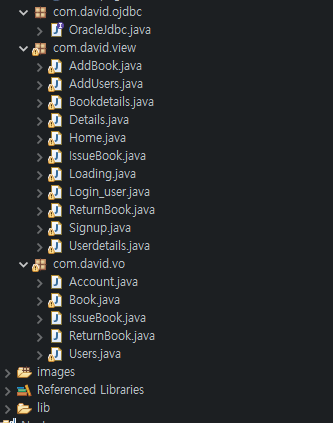 com.david.ojdbc
OracleJdbc.java
com.david.view
AddBook.java
AddUsers.java
Bookdetails.java
Details.java
Home.java
IssueBook.java
Loading.java
Login_user.java
ReturnBook.java
Signup.java
Userdetails.java
com.david.vo
Account.java
Book.java
IssueBook.java
ReturnBook.java
Users.java
images
Referenced Libraries
lib